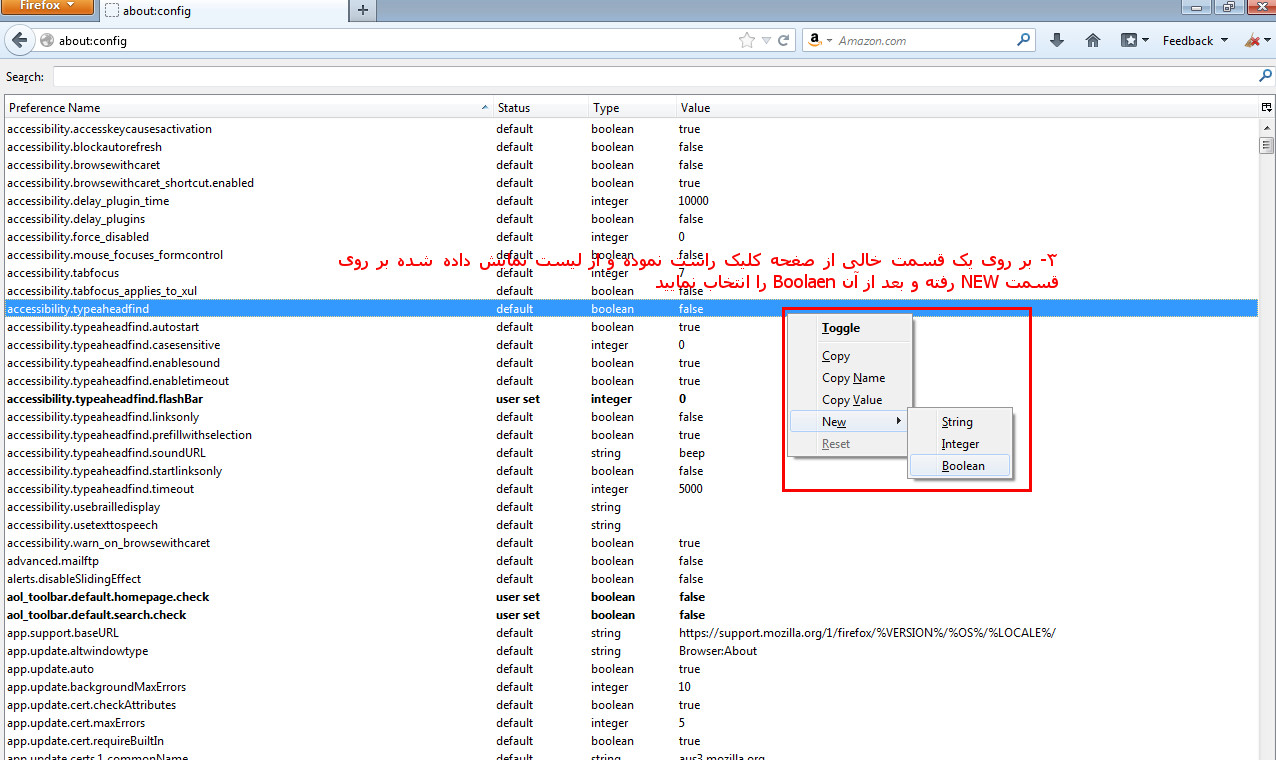 Firefox
about:config
about:config
Amazon.com
Feedback
Search:
Preference Name Status Type Value
accessibility.accesskeycausesactivation default boolean true
accessibility.blockautorefresh default boolean false
accessibility.browsewithcaret default boolean false
accessibility.browsewithcaret_shortcut.enabled default boolean true
accessibility.delay_plugin_time default integer 10000
accessibility.delay_plugins default boolean false
accessibility.force_disabled default integer 0
accessibility.mouse_focuses_formcontrol default boolean false
۲- بر روی یک قسمت خالی از صفحه کلیک راست نموده و از لیست نمایش داده شده بر روی
accessibility.tabfocus default integer 7
قسمت NEW رفته و بعد از آن Boolaen را انتخاب نمایید
accessibility.tabfocus_applies_to_xul default boolean false
accessibility.typeaheadfind default boolean false
accessibility.typeaheadfind.autostart default boolean true
accessibility.typeaheadfind.casesensitive default integer 0
accessibility.typeaheadfind.enablesound default boolean true
accessibility.typeaheadfind.enabletimeout default boolean true
accessibility.typeaheadfind.flashBar user set integer 0
accessibility.typeaheadfind.linksonly default boolean false
accessibility.typeaheadfind.prefillwithselection default boolean true
accessibility.typeaheadfind.soundURL default string beep
accessibility.typeaheadfind.startlinksonly default boolean false
accessibility.typeaheadfind.timeout default integer 5000
accessibility.usebrailledisplay default string
accessibility.usetexttospeech default string
accessibility.warn_on_browsewithcaret default boolean true
advanced.mailftp default boolean false
alerts.disableSlidingEffect default boolean false
aol_toolbar.default.homepage.check user set boolean false
aol_toolbar.default.search.check user set boolean false
app.support.baseURL default string https://support.mozilla.org/1/firefox/%VERSION%/%OS%/%LOCALE%/
app.update.altwindowtype default string Browser:About
app.update.auto default boolean true
app.update.backgroundMaxErrors default integer 10
app.update.cert.checkAttributes default boolean true
app.update.cert.maxErrors default integer 5
app.update.cert.requireBuiltIn default boolean true
app.update.certs.1.commonName default string aus3.mozilla.org
Toggle
Copy
Copy Name
Copy Value
New
Reset
String
Integer
Boolean